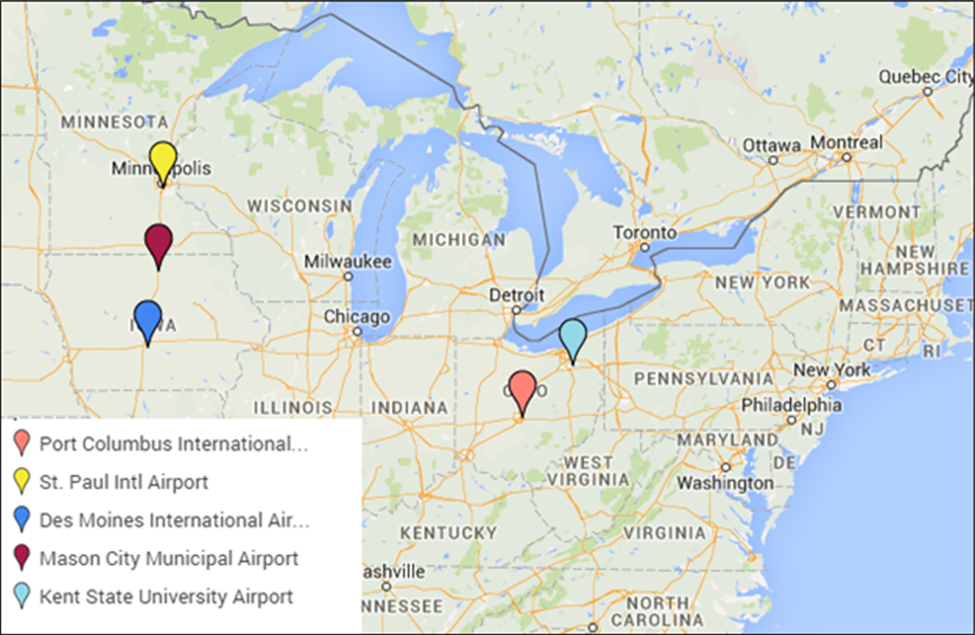 Quebec City
MINNESOTA
Ottawa
Montreal
Minneapolis
WISCONSIN
VERMONT
MICHIGAN
Toronto
NEW
HAMPSHIRE
Milwaukee
NEW YORK
Detroit
MASSACHUSET
Chicago
IOWA
CT
RI
PENNSYLVANIA
New York
OHIO
ILLINOIS
INDIANA
Philadelphia
NJ
MARYLAND
WEST
VIRGINIA
DE
Washington
KENTUCKY
VIRGINIA
ashville
NNESSEE
NORTH
CAROLINA
Port Columbus International...
St. Paul Intl Airport
Des Moines International Air...
Mason City Municipal Airport
Kent State University Airport